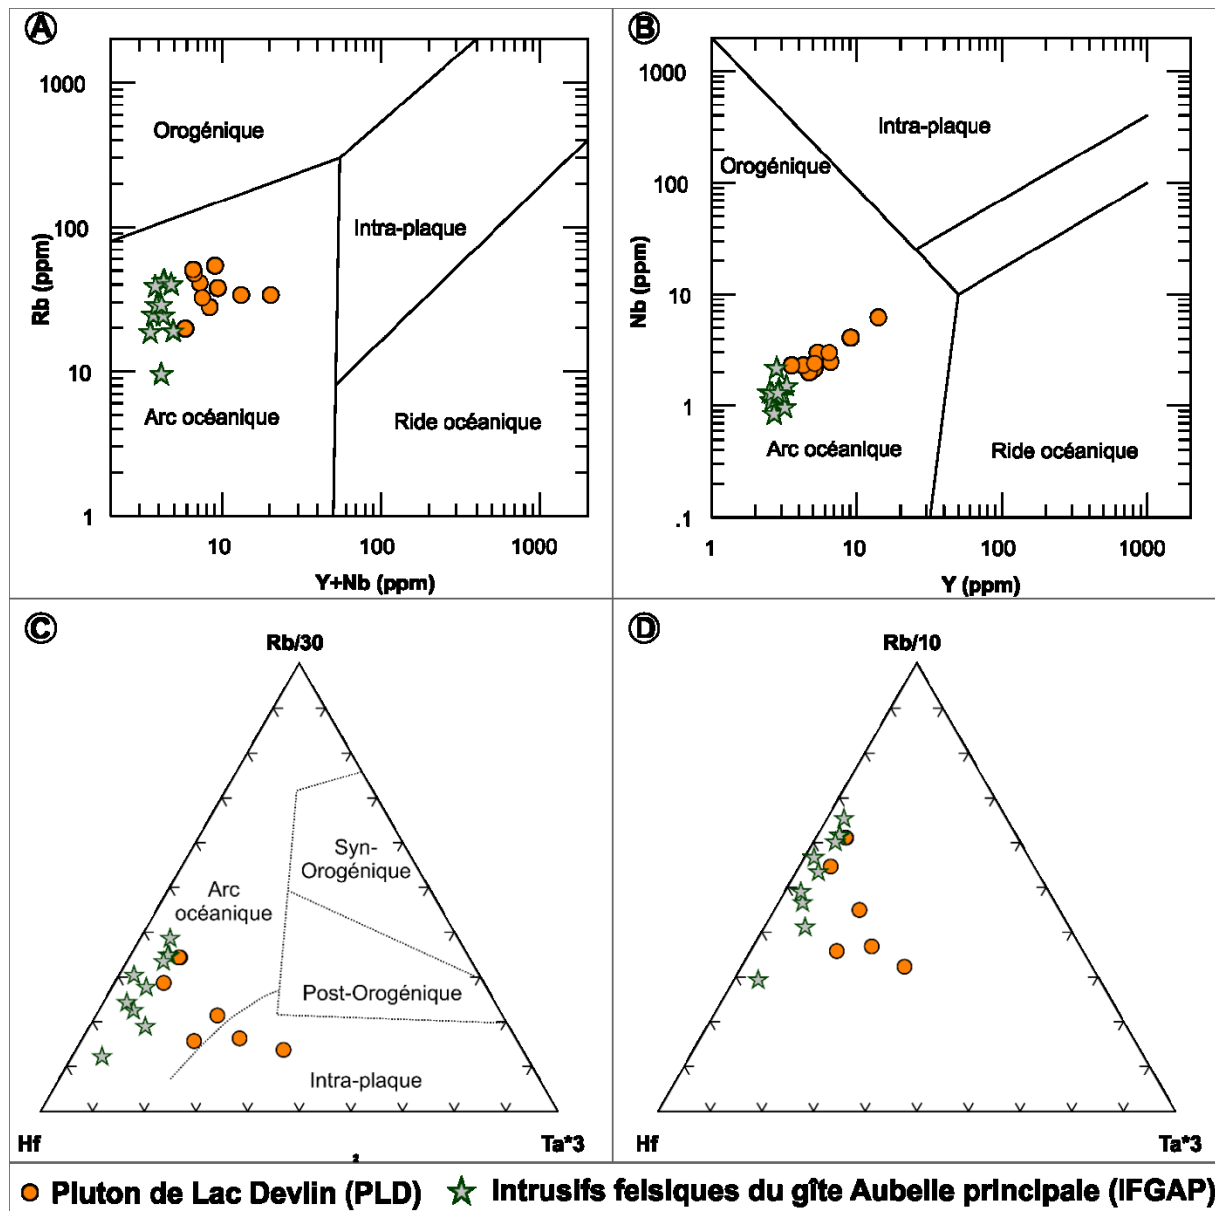 A
1000
100
10
1
Rb (ppm)
Orogénique
Intra-plaque
Arc océanique
Ride océanique
10
100
1000
Y+Nb (ppm)
B
1000
100
10
1
.1
Nb (ppm)
Intra-plaque
Orogénique
Arc océanique
Ride océanique
1
10
100
1000
Y (ppm)
C
Rb/30
Syn-
Orogénique
Arc
océanique
Post-Orogénique
Intra-plaque
Hf
Ta*3
D
Rb/10
Hf
Ta*3
Pluton de Lac Devlin (PLD)
Intrusifs felsiques du gîte Aubelle principale (IFGAP)